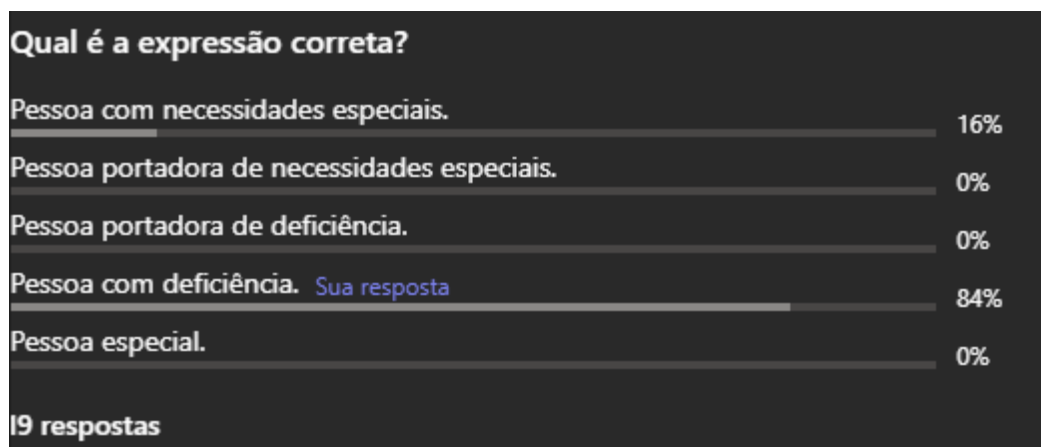 Qual é a expressão correta?
Pessoa com necessidades especiais.
16%
Pessoa portadora de necessidades especiais.
0%
Pessoa portadora de deficiência.
0%
Pessoa com deficiência. Sua resposta
84%
Pessoa especial.
0%
19 respostas